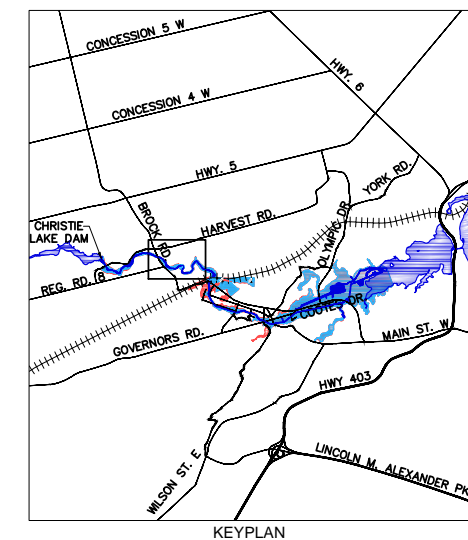 CONCESSION 5 W
HWY. 6
CONCESSION 4 W
HWY. 5
YORK RD.
BROCK RD.
HARVEST RD.
OLYMPIC DR
CHRISTIE
LAKE DAM
REG. RD. 8
COOTES DR.
GOVERNORS RD.
MAIN ST. W
HWY 403
WILSON ST. E
LINCOLN M. ALEXANDER PK
KEYPLAN